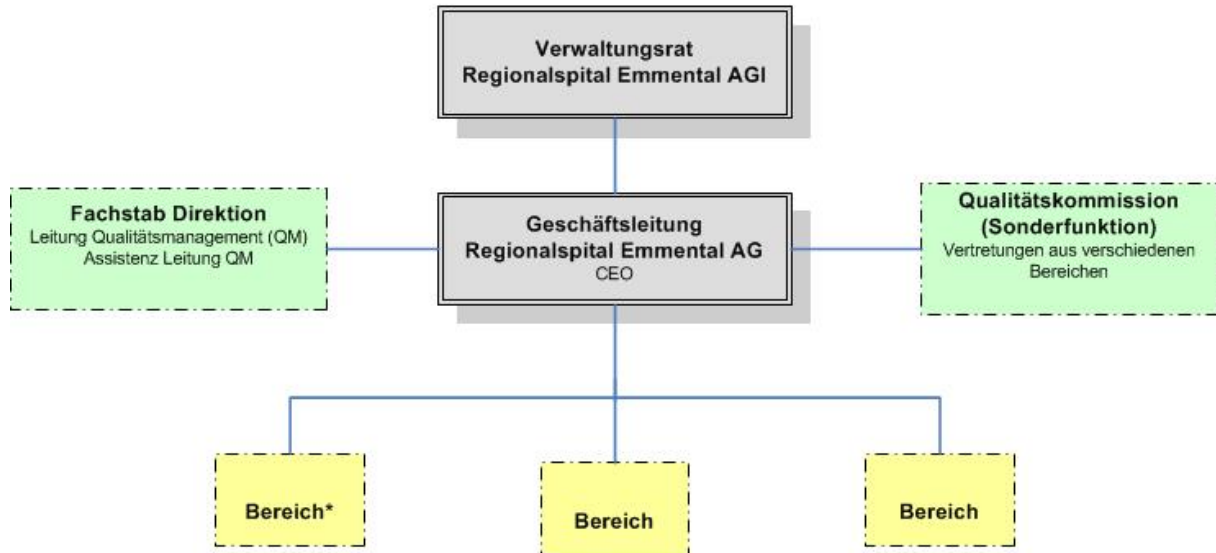 Verwaltungsrat
Regionalspital Emmental AGI
Fachstab Direktion
Leitung Qualitätsmanagement (QM)
Assistenz Leitung QM
Geschäftsleitung
Regionalspital Emmental AG
CEO
Qualitätskommission
(Sonderfunktion)
Vertretungen aus verschiedenen
Bereichen
Bereich*
Bereich
Bereich